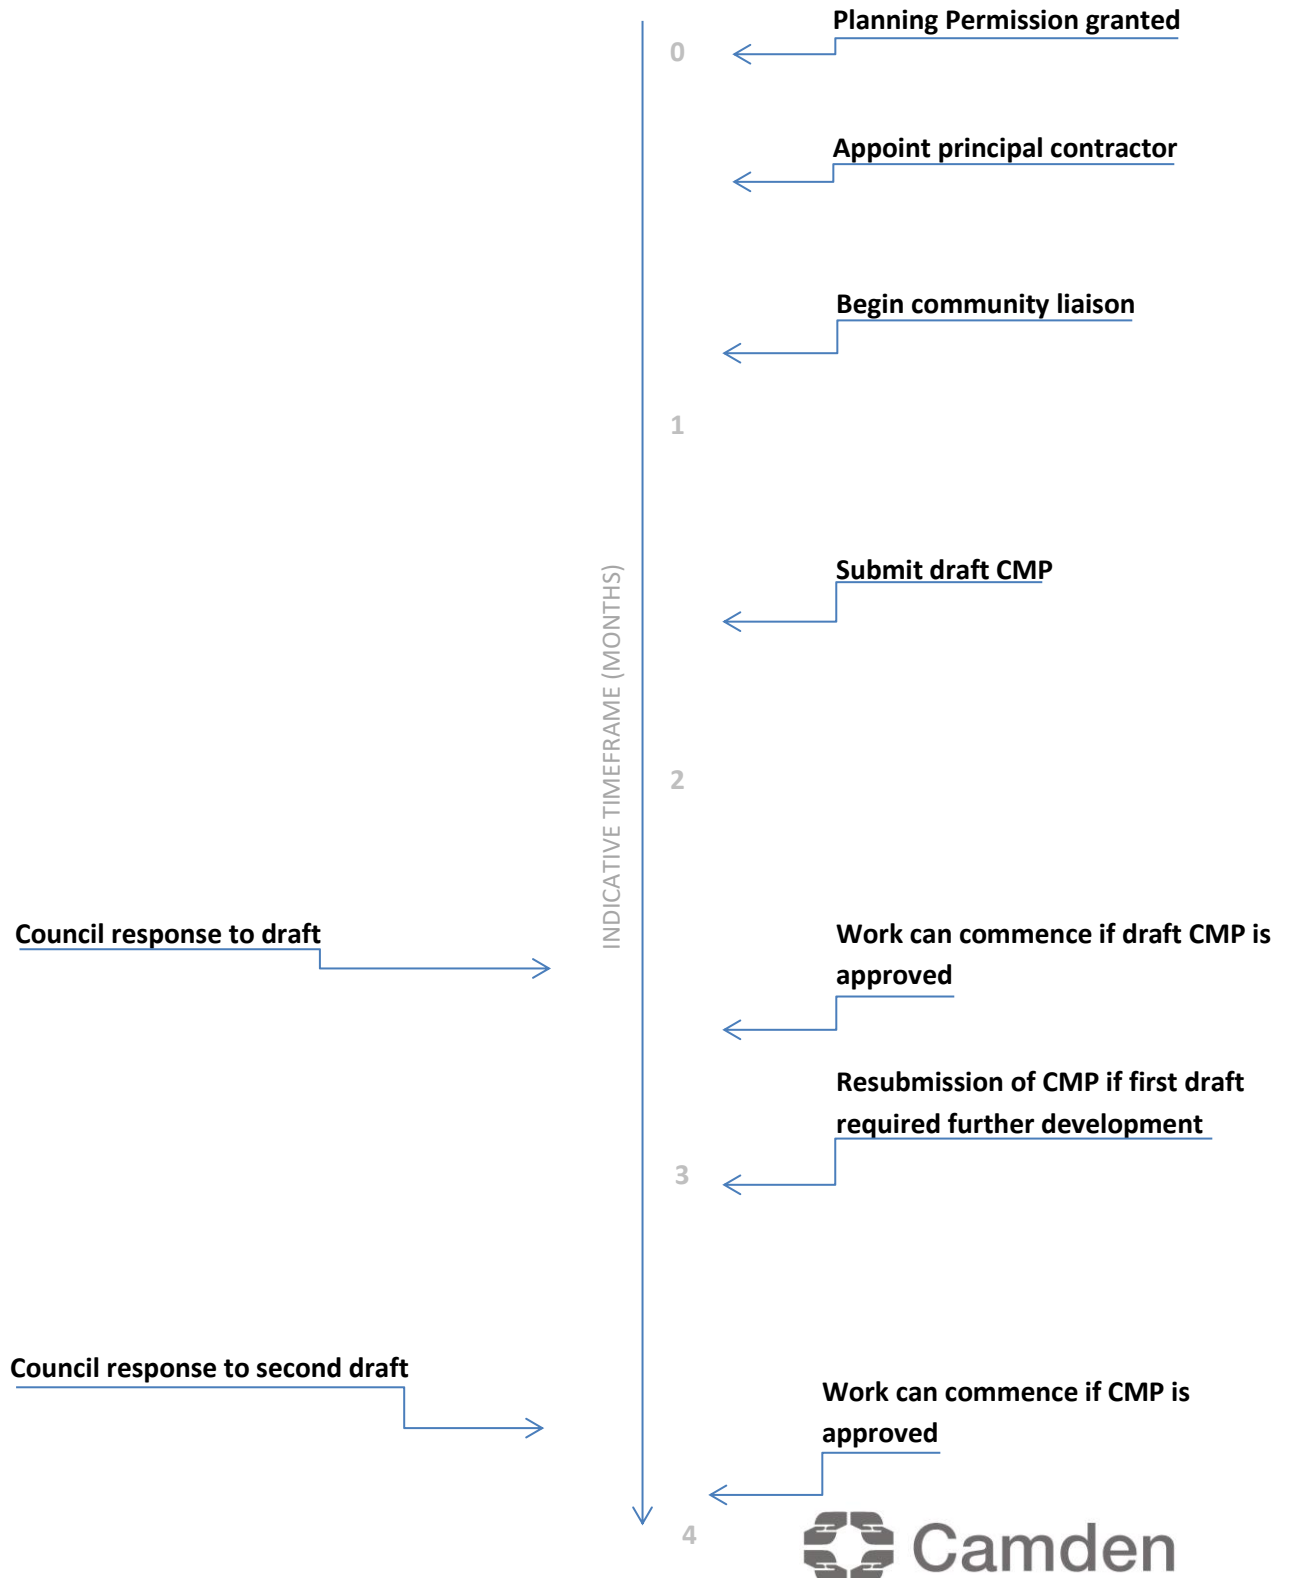 Planning Permission granted
0
Appoint principal contractor
Begin community liaison
1
Submit draft CMP
INDICATIVE TIMEFRAME (MONTHS)
2
Council response to draft
Work can commence if draft CMP is
approved
Resubmission of CMP if first draft
required further development
3
Council response to second draft
Work can commence if CMP is
approved
4
Camden